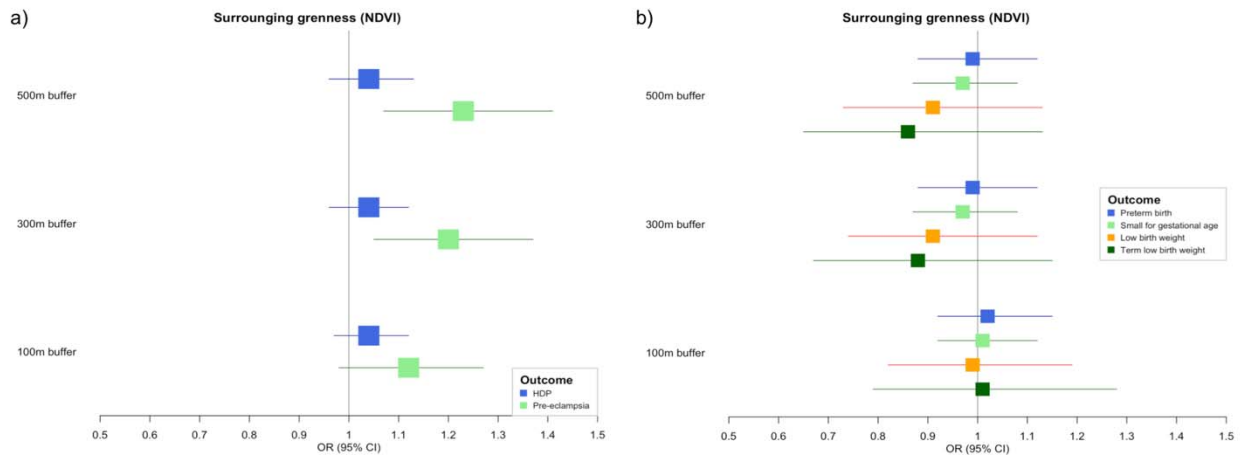 a)
Surrounging grenness (NDVI)
500m buffer
300m buffer
100m buffer
Outcome
HDP
Pre-eclampsia
0.5 0.6 0.7 0.8 0.9 1 1.1 1.2 1.3 1.4 1.5
OR (95% CI)
b)
Surrounging grenness (NDVI)
500m buffer
300m buffer
100m buffer
Outcome
Preterm birth
Small for gestational age
Low birth weight
Term low birth weight
0.5 0.6 0.7 0.8 0.9 1 1.1 1.2 1.3 1.4 1.5
OR (95% CI)